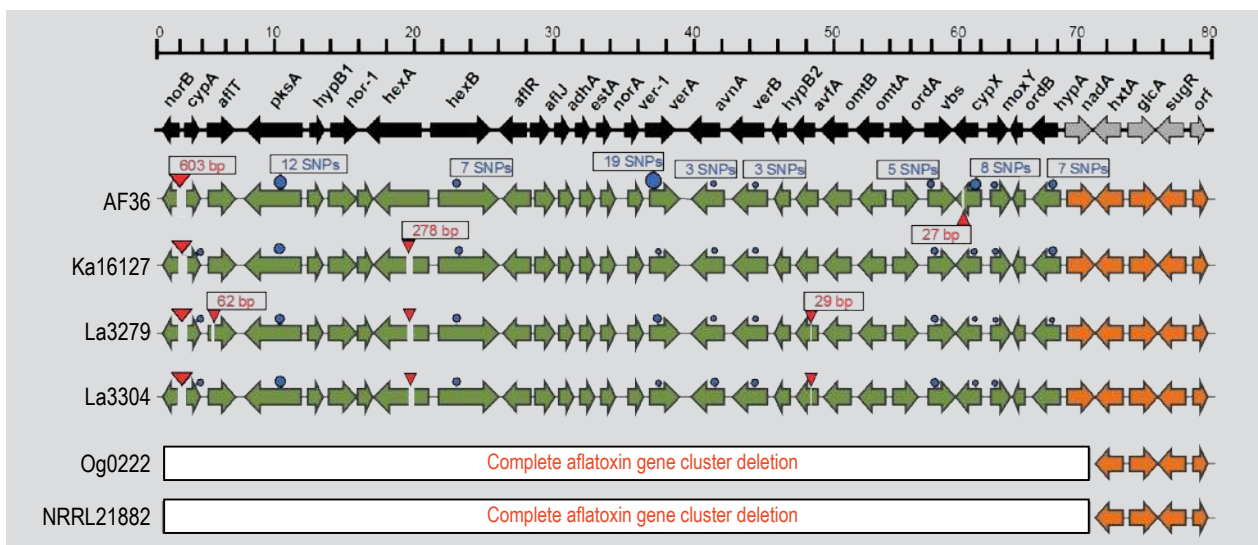 0 10 20 30 40 50 60 70 80
norB cypA aflT pksA hypB1 nor-1 hexA hexB aflR aflJ adhA estA norA ver-1 verA avnA verB hypB2 avfA omtB omtA ordA vbs cypX moxY ordB hypA nadA hxtA glcA sugR orf
603 bp 12 SNPs 7 SNPs 19 SNPs 3 SNPs 3 SNPs 5 SNPs 8 SNPs 7 SNPs
AF36
278 bp 27 bp
Ka16127
62 bp 29 bp
La3279
La3304
Og0222 Complete aflatoxin gene cluster deletion
NRRL21882 Complete aflatoxin gene cluster deletion